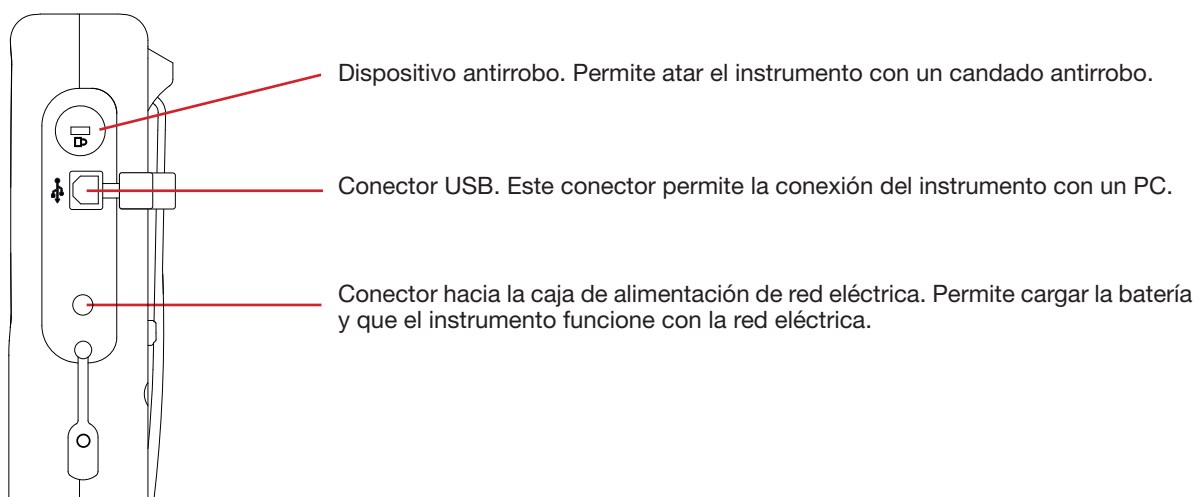 Dispositivo antirrobo. Permite atar el instrumento con un candado antirrobo.
Conector USB. Este conector permite la conexión del instrumento con un PC.
Conector hacia la caja de alimentación de red eléctrica. Permite cargar la batería
y que el instrumento funcione con la red eléctrica.